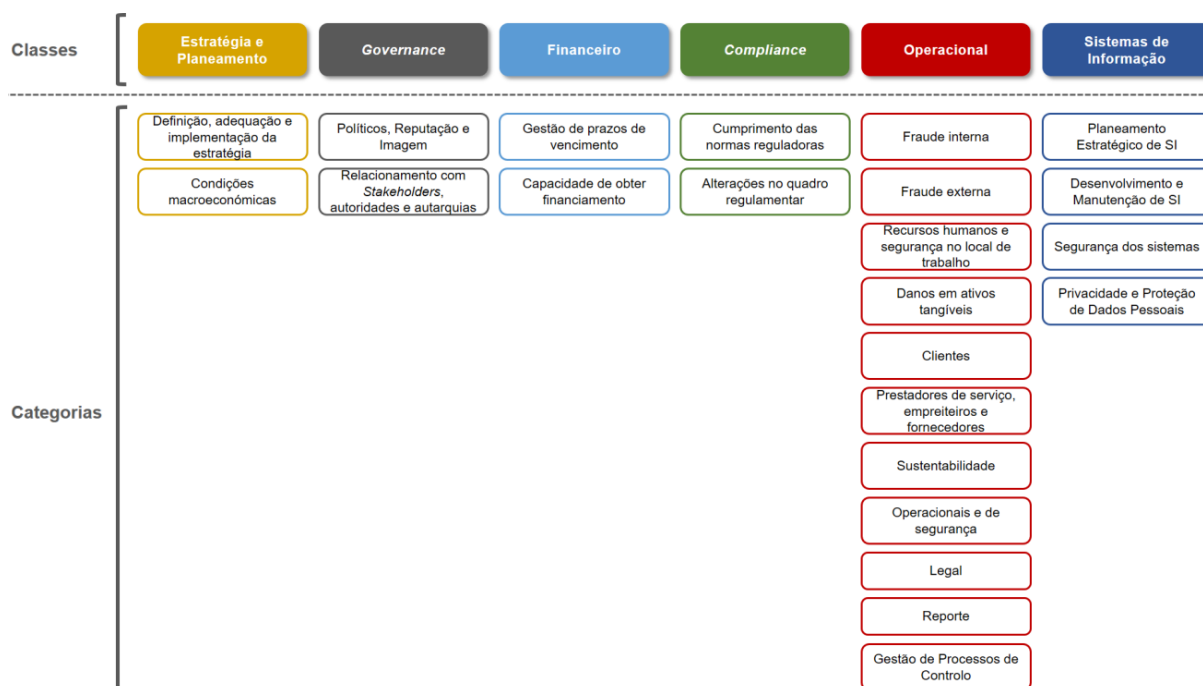 Classes
Estratégia e
Planeamento
Governance
Financeiro
Compliance
Operacional
Sistemas de
Informação
Categorias
Definição, adequação e
implementação da
estratégia
Condições
macroeconómicas
Políticos, Reputação e
Imagem
Relacionamento com
Stakeholders,
autoridades e autarquias
Gestão de prazos de
vencimento
Capacidade de obter
financiamento
Cumprimento das
normas reguladoras
Alterações no quadro
regulamentar
Fraude interna
Fraude externa
Recursos humanos e
segurança no local de
trabalho
Danos em ativos
tangíveis
Clientes
Prestadores de serviço,
empreiteiros e
fornecedores
Sustentabilidade
Operacionais e de
segurança
Legal
Reporte
Gestão de Processos de
Controlo
Planeamento
Estratégico de SI
Desenvolvimento e
Manutenção de SI
Segurança dos sistemas
Privacidade e Proteção
de Dados Pessoais